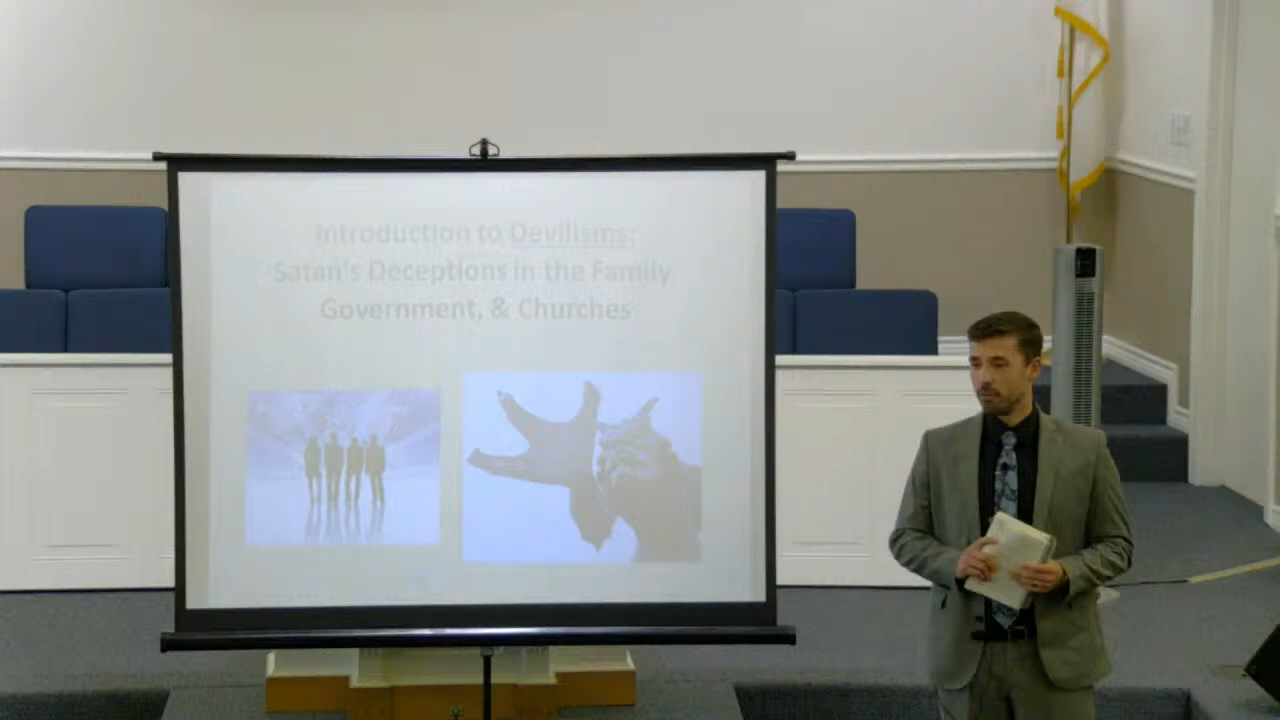 Introduction to Devilisms:
Satan's Deceptions in the Family,
Government, & Churches